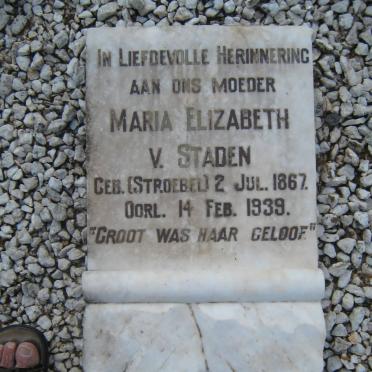 In Liefdevolle Herinnering
aan ons moeder
Maria Elizabeth
v. Staden
Geb. (Stroebel) 2 Jul. 1867.
Oorl. 14 Feb. 1939.
"Groot was haar geloof."